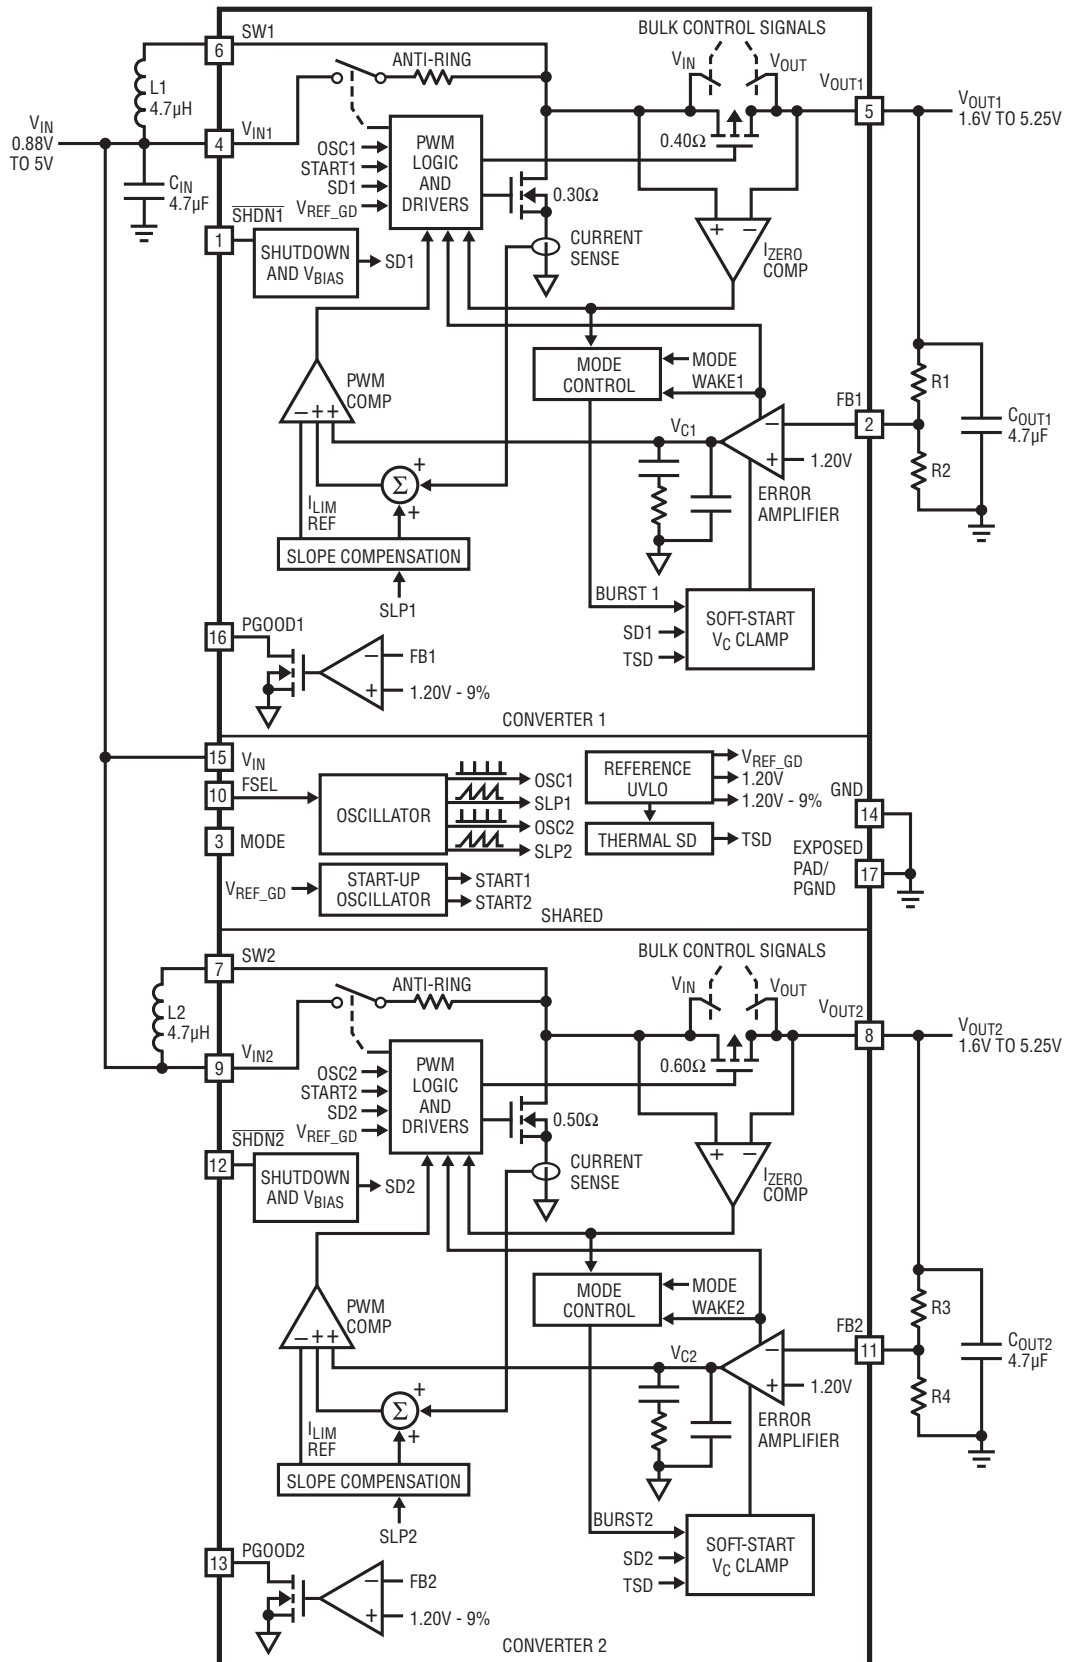 SW1
BULK CONTROL SIGNALS
6
ANTI-RING
VIN
VOUT
L1
4.7µH
VOUT1
5
VOUT1
1.6V TO 5.25V
VIN
0.88V
TO 5V
4
VIN1
OSC1
START1
SD1
VREF_GD
PWM
LOGIC
AND
DRIVERS
0.40Ω
0.30Ω
CIN
4.7µF
SHDN1
1
SHUTDOWN
AND VBIAS
SD1
CURRENT
SENSE
+
–
IZERO
COMP
MODE
CONTROL
MODE
WAKE1
PWM
COMP
– + +
FB1
2
R1
R2
COUT1
4.7µF
VC1
–
+
1.20V
ERROR
AMPLIFIER
Σ
+
+
ILIM
REF
SLOPE COMPENSATION
SLP1
BURST 1
SD1
TSD
SOFT-START
VC CLAMP
PGOOD1
16
–
FB1
+
1.20V - 9%
CONVERTER 1
15
VIN
10
FSEL
3
MODE
OSCILLATOR
OSC1
SLP1
OSC2
SLP2
REFERENCE
UVLO
VREF_GD
1.20V
1.20V - 9%
THERMAL SD
TSD
GND
14
EXPOSED
PAD/
PGND
17
VREF_GD
START-UP
OSCILLATOR
START1
START2
SHARED
SW2
BULK CONTROL SIGNALS
7
ANTI-RING
VIN
VOUT
L2
4.7µH
VOUT2
8
VOUT2
1.6V TO 5.25V
9
VIN2
OSC2
START2
SD2
VREF_GD
PWM
LOGIC
AND
DRIVERS
0.60Ω
0.50Ω
SHDN2
12
SHUTDOWN
AND VBIAS
SD2
CURRENT
SENSE
+
–
IZERO
COMP
MODE
CONTROL
MODE
WAKE2
PWM
COMP
– + +
FB2
11
R3
R4
COUT2
4.7µF
VC2
–
+
1.20V
ERROR
AMPLIFIER
Σ
+
+
ILIM
REF
SLOPE COMPENSATION
SLP2
BURST2
SD2
TSD
SOFT-START
VC CLAMP
PGOOD2
13
–
FB2
+
1.20V - 9%
CONVERTER 2